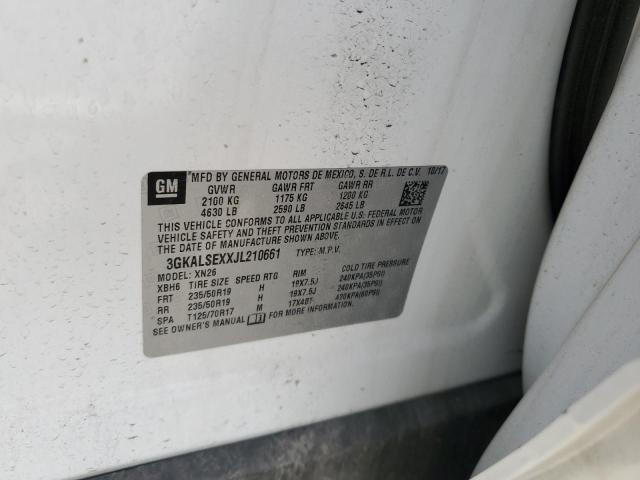 GM
*MFD BY GENERAL MOTORS DE MEXICO, S. DE R.L. DE C.V. 10/17
GVWR GAWR FRT GAWR RR
2100 KG 1175 KG 1200 KG
4630 LB 2590 LB 2645 LB
THIS VEHICLE CONFORMS TO ALL APPLICABLE U.S. FEDERAL MOTOR
VEHICLE SAFETY AND THEFT PREVENTION STANDARDS IN EFFECT ON
THE DATE OF MANUFACTURE SHOWN ABOVE.
3GKALSEXXJL210661 TYPE: M.P.V.
MODEL: XN26
XBH6 TIRE SIZE SPEED RTG RIM COLD TIRE PRESSURE
FRT 235/50R19 H 19X7.5J 240KPA(35PSI)
RR 235/50R19 H 19X7.5J 240KPA(35PSI)
SPA T125/70R17 M 17X4BT 420KPA(60PSI)
SEE OWNER'S MANUAL